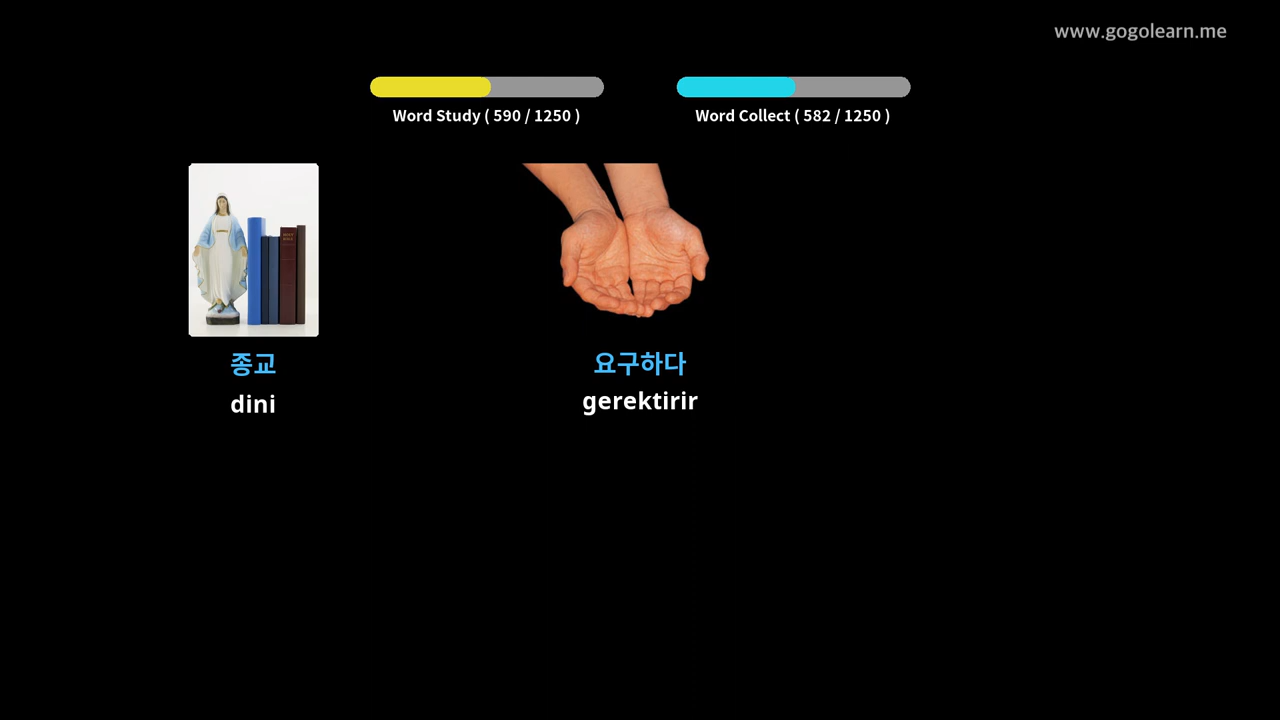 www.gogolearn.me
Word Study ( 590 / 1250 )
Word Collect ( 582 / 1250 )
종교
dini
요구하다
gerektirir